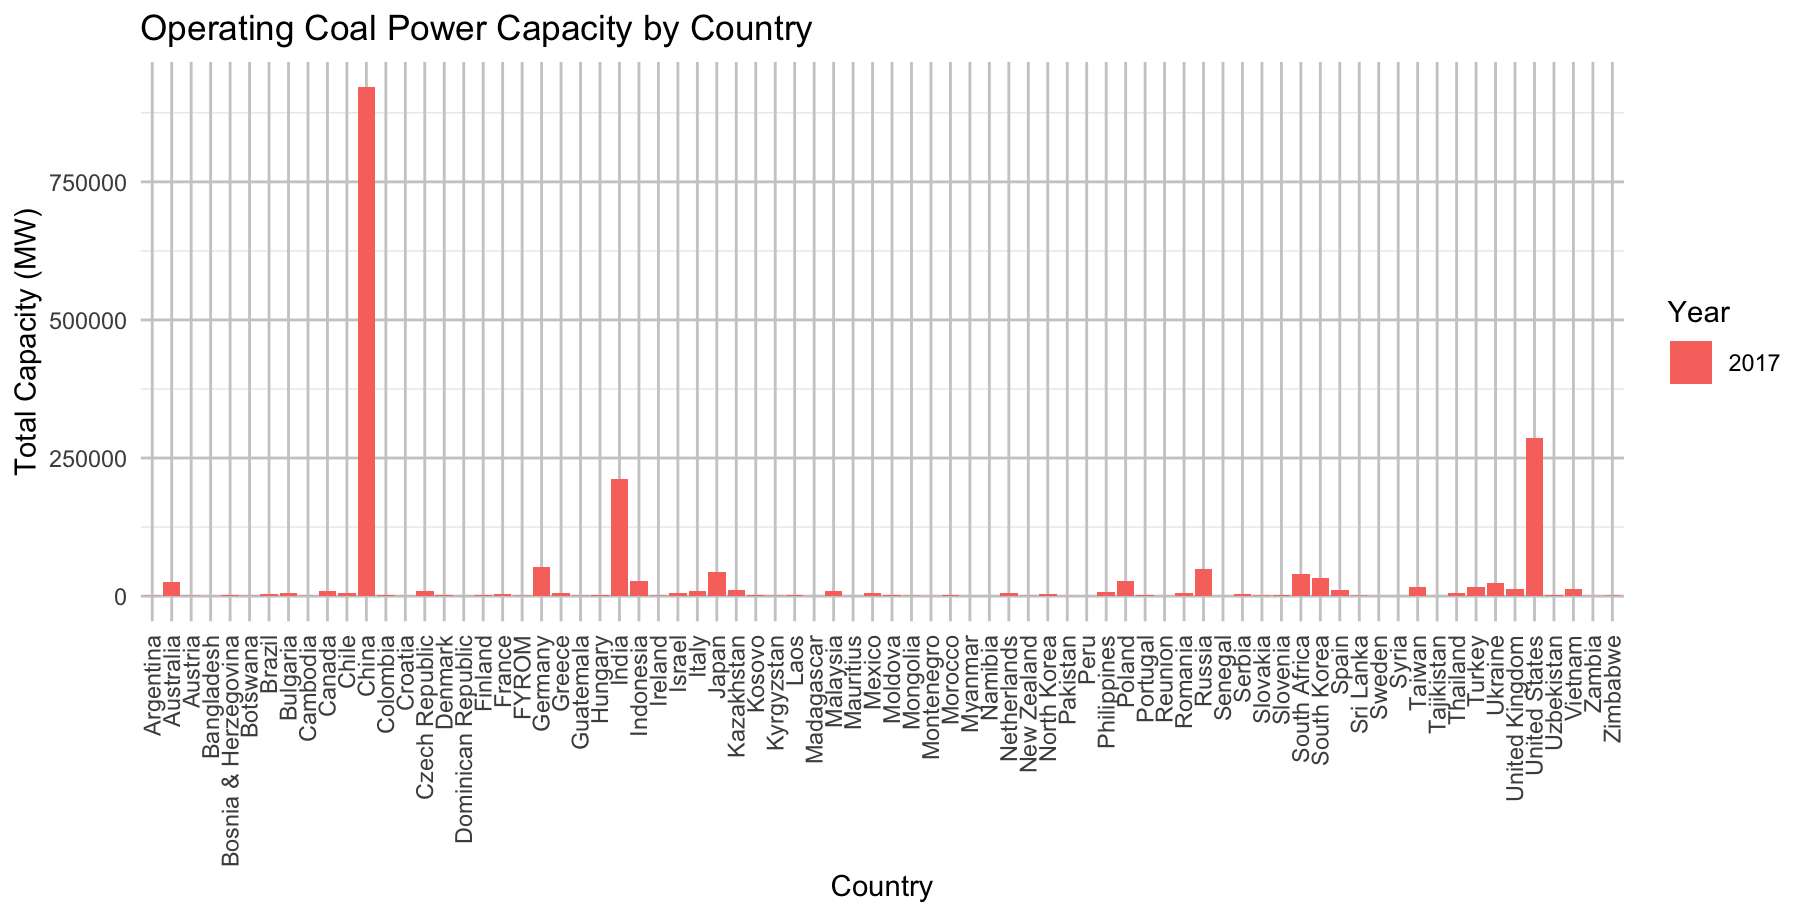 Operating Coal Power Capacity by Country
Total Capacity (MW)
750000
500000
250000
0
Argentina
Australia
Austria
Bangladesh
Bosnia & Herzegovina
Botswana
Brazil
Bulgaria
Cambodia
Canada
Chile
China
Colombia
Croatia
Czech Republic
Denmark
Dominican Republic
Finland
France
FYROM
Germany
Greece
Guatemala
Hungary
India
Indonesia
Ireland
Israel
Italy
Japan
Kazakhstan
Kosovo
Kyrgyzstan
Laos
Madagascar
Malaysia
Mauritius
Mexico
Moldova
Mongolia
Montenegro
Morocco
Myanmar
Namibia
Netherlands
New Zealand
North Korea
Pakistan
Peru
Philippines
Poland
Portugal
Reunion
Romania
Russia
Senegal
Serbia
Slovakia
Slovenia
South Africa
South Korea
Spain
Sri Lanka
Sweden
Syria
Taiwan
Tajikistan
Thailand
Turkey
Ukraine
United Kingdom
United States
Uzbekistan
Vietnam
Zambia
Zimbabwe
Country
Year
2017